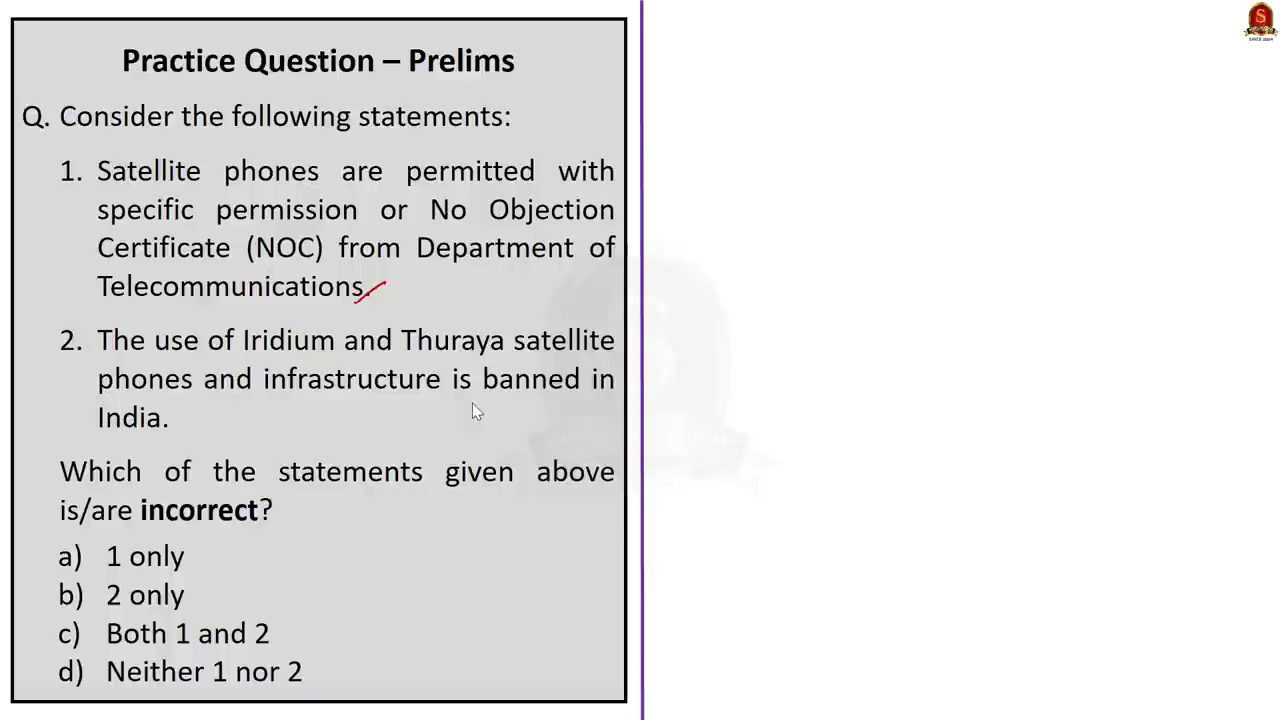 Practice Question – Prelims
Q. Consider the following statements:
1. Satellite phones are permitted with
specific permission or No Objection
Certificate (NOC) from Department of
Telecommunications.
2. The use of Iridium and Thuraya satellite
phones and infrastructure is banned in
India.
Which of the statements given above
is/are incorrect?
a) 1 only
b) 2 only
c) Both 1 and 2
d) Neither 1 nor 2
S